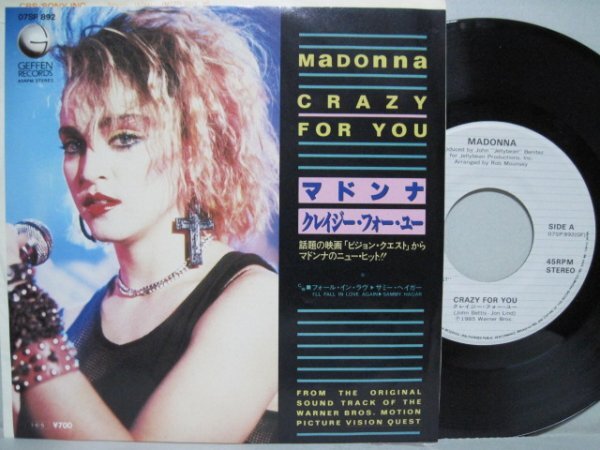 CBS/SONY INC.
07SP 892
G
GEFFEN
RECORDS
45RPM STEREO
MaDonna
CRAZY
FOR YOU
マドンナ
クレイジー・フォー・ユー
話題の映画「ビジョン・クエスト」から
マドンナのニュー・ヒット!!
フォール・イン・ラヴ▶サミー・ヘイガー
I'LL FALL IN LOVE AGAIN▶SAMMY HAGAR
FROM THE ORIGINAL
SOUND TRACK OF THE
WARNER BROS. MOTION
PICTURE VISION QUEST
¥700
MADONNA
oduced by John "Jellybean" Benitez
for Jellybean Productions, Inc.
Arranged by Rob Mounsey
SIDE A
07SP892
45RPM
STEREO
CRAZY FOR YOU
クレイジー・フォー・ユー
(John Bettis-Jon Lind)
Ⓟ1985 Warner Bros.